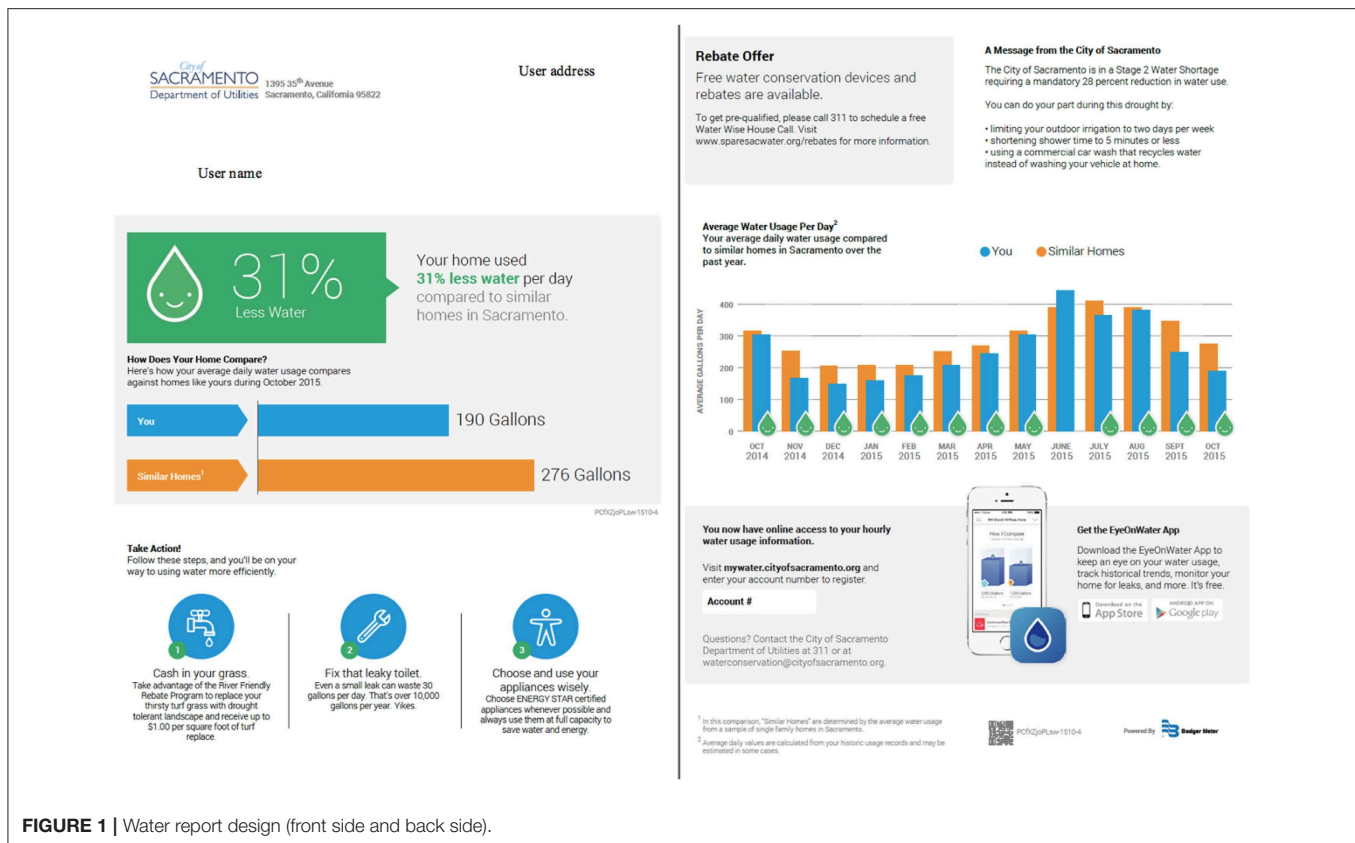 City of
SACRAMENTO
Department of Utilities
1395 35th Avenue
Sacramento, California 95822
User address
User name
31%
Less Water
Your home used
31% less water per day
compared to similar
homes in Sacramento.
How Does Your Home Compare?
Here's how your average daily water usage compares
against homes like yours during October 2015.
You
190 Gallons
Similar Homes1
276 Gallons
PCfXZjoPLsw-1510-4
Take Action!
Follow these steps, and you'll be on your
way to using water more efficiently.
1
Cash in your grass.
Take advantage of the River Friendly
Rebate Program to replace your
thirsty turf grass with drought
tolerant landscape and receive up to
$1.00 per square foot of turf
replace.
2
Fix that leaky toilet.
Even a small leak can waste 30
gallons per day. That's over 10,000
gallons per year. Yikes.
3
Choose and use your
appliances wisely.
Choose ENERGY STAR certified
appliances whenever possible and
always use them at full capacity to
save water and energy.
Rebate Offer
Free water conservation devices and
rebates are available.
To get pre-qualified, please call 311 to schedule a free
Water Wise House Call. Visit
www.sparesacwater.org/rebates for more information.
A Message from the City of Sacramento
The City of Sacramento is in a Stage 2 Water Shortage
requiring a mandatory 28 percent reduction in water use.
You can do your part during this drought by:
• limiting your outdoor irrigation to two days per week
• shortening shower time to 5 minutes or less
• using a commercial car wash that recycles water
instead of washing your vehicle at home.
Average Water Usage Per Day2
Your average daily water usage compared
to similar homes in Sacramento over the
past year.
You
Similar Homes
AVERAGE GALLONS PER DAY
400
300
200
100
0
OCT NOV DEC JAN FEB MAR APR MAY JUNE JULY AUG SEPT OCT
2014 2014 2014 2015 2015 2015 2015 2015 2015 2015 2015 2015 2015
You now have online access to your hourly
water usage information.
Visit mywater.cityofsacramento.org and
enter your account number to register.
Account #
Questions? Contact the City of Sacramento
Department of Utilities at 311 or at
waterconservation@cityofsacramento.org.
How I Compare
Get the EyeOnWater App
Download the EyeOnWater App to
keep an eye on your water usage,
track historical trends, monitor your
home for leaks, and more. It's free.
Download on the
App Store
ANDROID APP ON
Google play
1 In this comparison, "Similar Homes" are determined by the average water usage
from a sample of single family homes in Sacramento.
2 Average daily values are calculated from your historic usage records and may be
estimated in some cases.
PCfXZjoPLsw-1510-4
Powered By
Badger Meter
FIGURE 1 | Water report design (front side and back side).